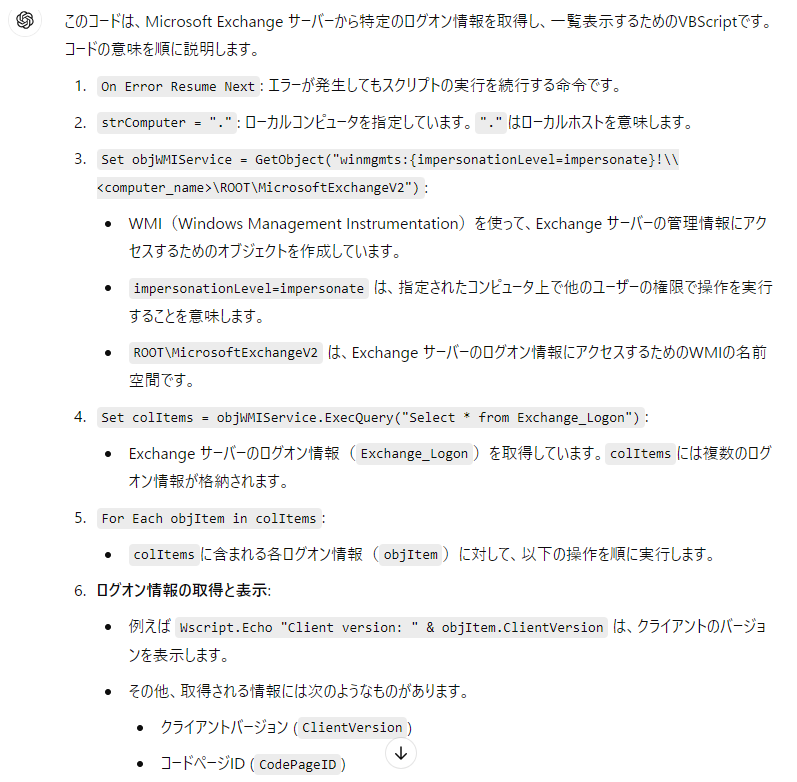 このコードは、Microsoft Exchange サーバーから特定のログオン情報を取得し、一覧表示するためのVBScriptです。
コードの意味を順に説明します。
1. On Error Resume Next: エラーが発生してもスクリプトの実行を続行する命令です。
2. strComputer = ".": ローカルコンピュータを指定しています。"."はローカルホストを意味します。
3. Set objWMIService = GetObject("winmgmts:{impersonationLevel=impersonate}!\\
<computer_name>\ROOT\MicrosoftExchangeV2"):
• WMI（Windows Management Instrumentation）を使って、Exchange サーバーの管理情報にアク
セスするためのオブジェクトを作成しています。
• impersonationLevel=impersonate は、指定されたコンピュータ上で他のユーザーの権限で操作を実行
することを意味します。
• ROOT\MicrosoftExchangeV2 は、Exchange サーバーのログオン情報にアクセスするためのWMIの名前
空間です。
4. Set colItems = objWMIService.ExecQuery("Select * from Exchange_Logon"):
• Exchange サーバーのログオン情報（Exchange_Logon）を取得しています。colItemsには複数のログ
オン情報が格納されます。
5. For Each objItem in colItems:
• colItemsに含まれる各ログオン情報（objItem）に対して、以下の操作を順に実行します。
6. ログオン情報の取得と表示:
• 例えば Wscript.Echo "Client version: " & objItem.ClientVersion は、クライアントのバージョ
ンを表示します。
• その他、取得される情報には次のようなものがあります。
• クライアントバージョン (ClientVersion)
• コードページID (CodePageID)